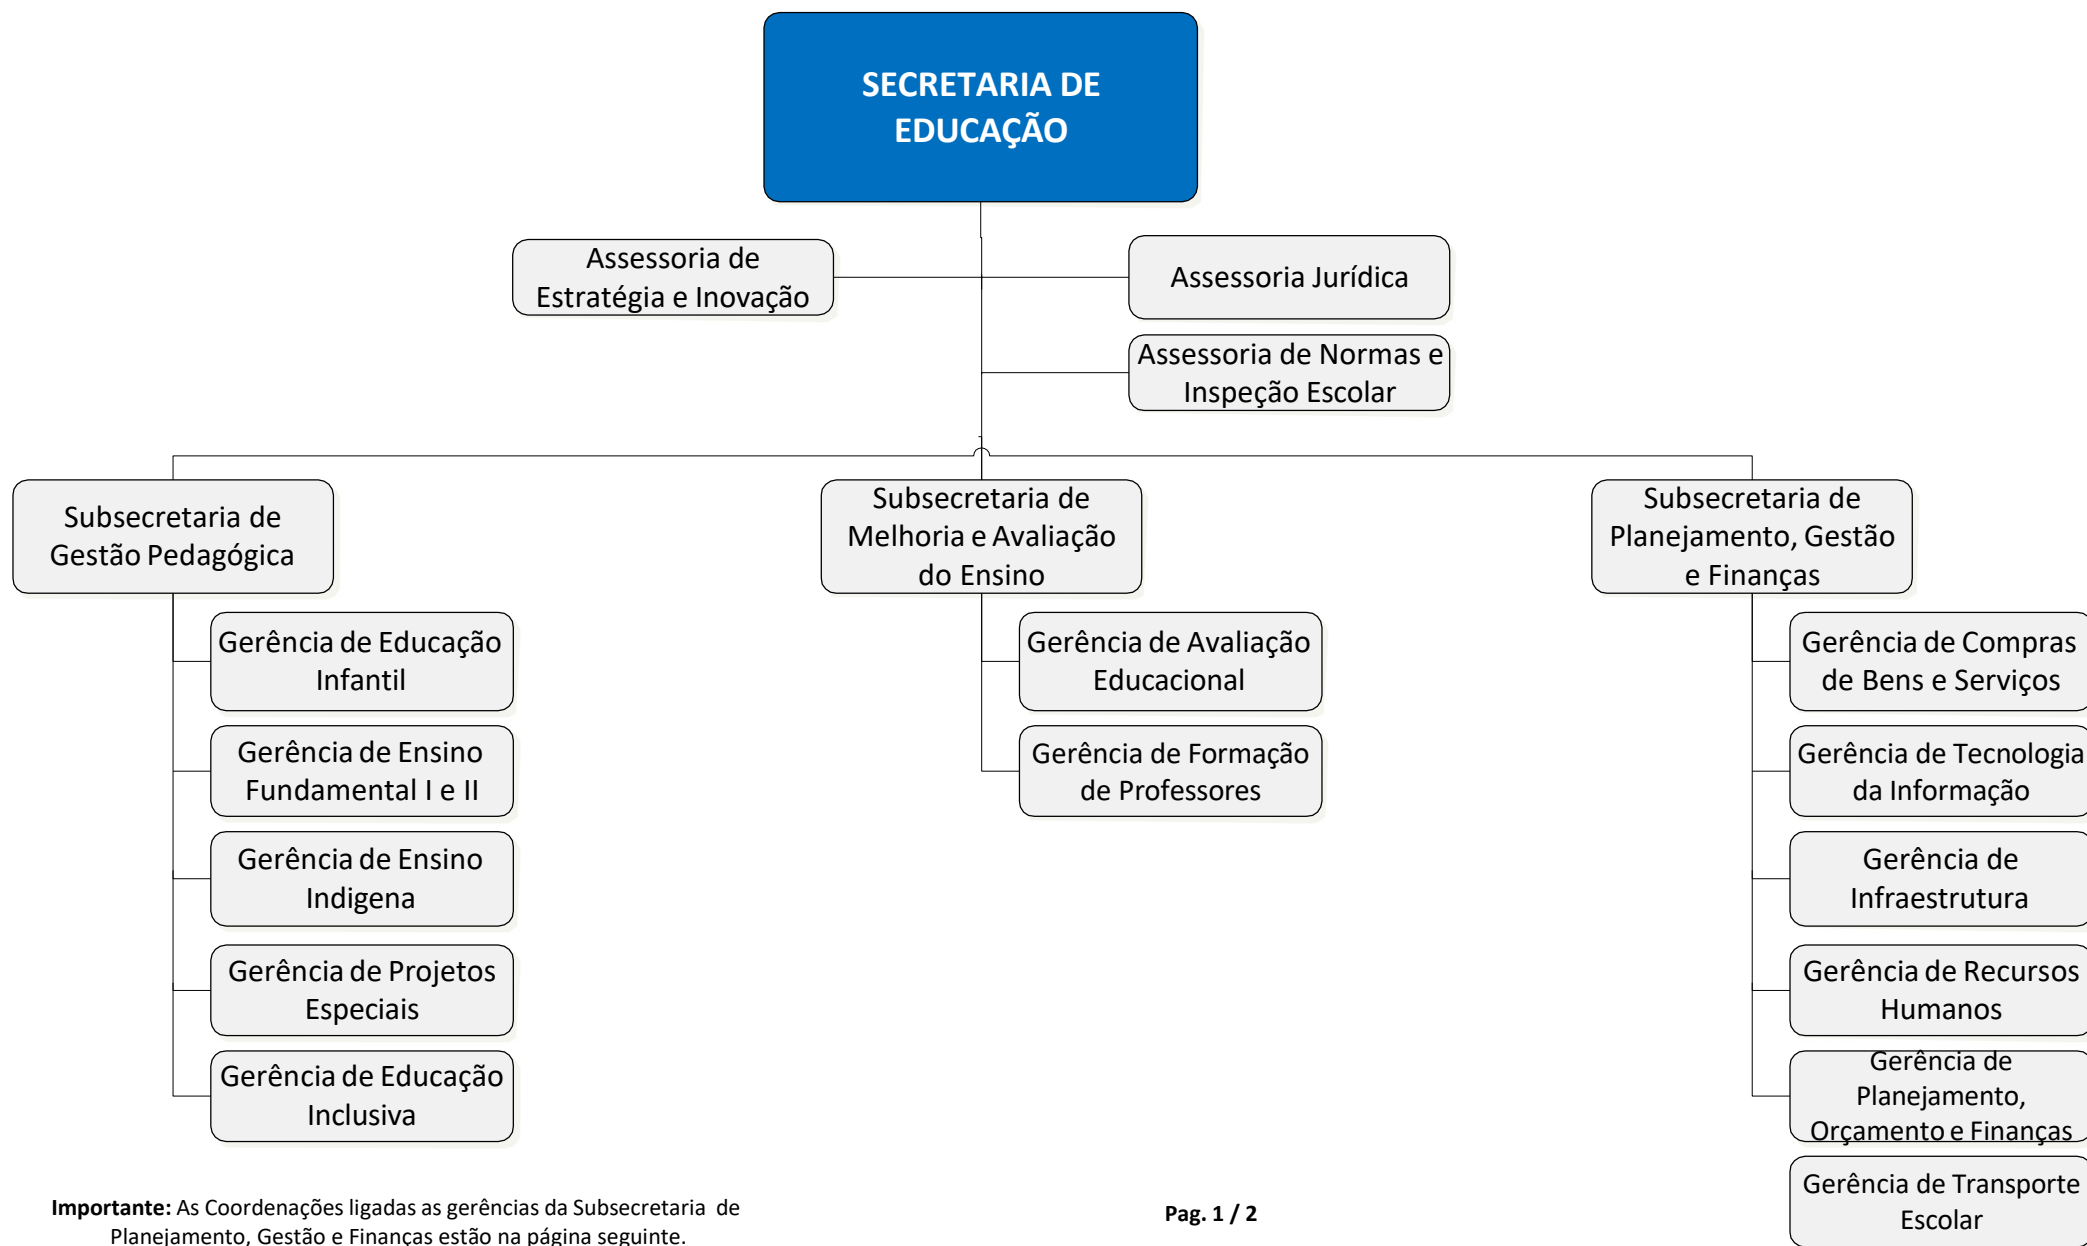 SECRETARIA DE
EDUCAÇÃO
Assessoria de
Estratégia e Inovação
Assessoria Jurídica
Assessoria de Normas e
Inspeção Escolar
Subsecretaria de
Gestão Pedagógica
Subsecretaria de
Melhoria e Avaliação
do Ensino
Subsecretaria de
Planejamento, Gestão
e Finanças
Gerência de Educação
Infantil
Gerência de Ensino
Fundamental I e II
Gerência de Ensino
Indigena
Gerência de Projetos
Especiais
Gerência de Educação
Inclusiva
Gerência de Avaliação
Educacional
Gerência de Formação
de Professores
Gerência de Compras
de Bens e Serviços
Gerência de Tecnologia
da Informação
Gerência de
Infraestrutura
Gerência de Recursos
Humanos
Gerência de
Planejamento,
Orçamento e Finanças
Gerência de Transporte
Escolar
Importante: As Coordenações ligadas as gerências da Subsecretaria de
Planejamento, Gestão e Finanças estão na página seguinte.
Pag. 1 / 2